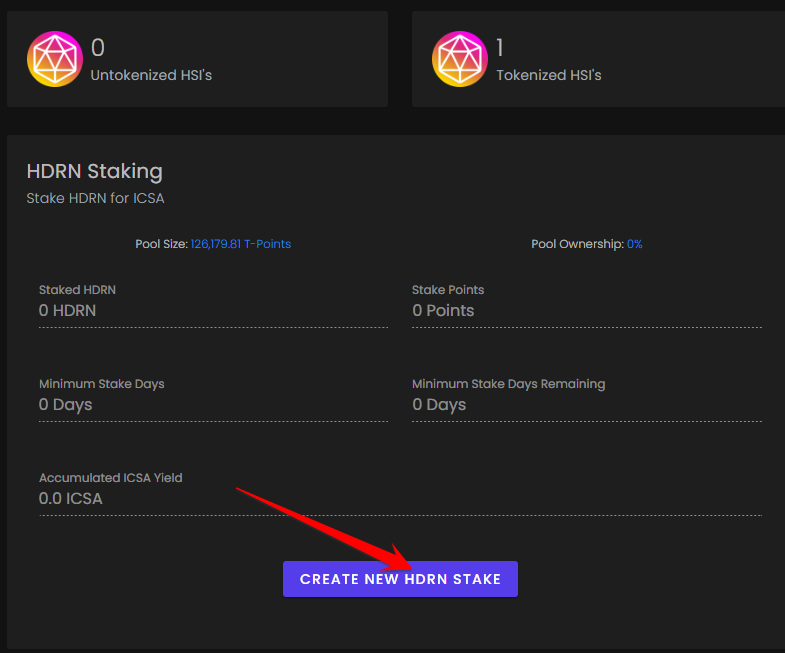 0
Untokenized HSI's
1
Tokenized HSI's
HDRN Staking
Stake HDRN for ICSA
Pool Size: 126,179.81 T-Points
Pool Ownership: 0%
Staked HDRN
0 HDRN
Stake Points
0 Points
Minimum Stake Days
0 Days
Minimum Stake Days Remaining
0 Days
Accumulated ICSA Yield
0.0 ICSA
CREATE NEW HDRN STAKE